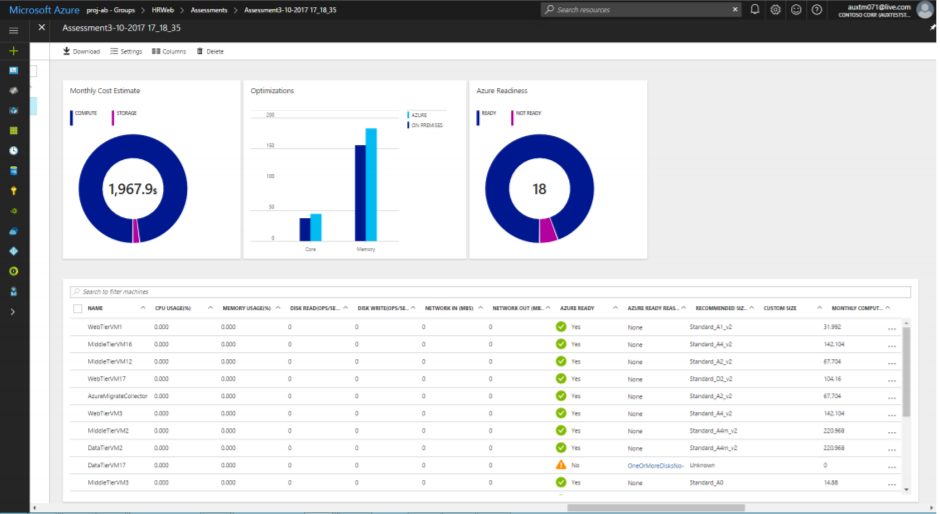 Microsoft Azure proj-ab - Groups > HRWeb > Assessments > Assessment3-10-2017 17_18_35
Search resources
auxtm071@live.com
CONTOSO CORP (AUXTEST...
Assessment3-10-2017 17_18_35
Download Settings Columns Delete
Monthly Cost Estimate
COMPUTE STORAGE
1,967.9$
Optimizations
200
150
100
50
0
Core Memory
AZURE
ON PREMISES
Azure Readiness
READY NOT READY
18
Search to filter machines
NAME CPU USAGE(%) MEMORY USAGE(%) DISK READ(OPS/SE... DISK WRITE(OPS/SE... NETWORK IN (MBS) NETWORK OUT (MB... AZURE READY AZURE READY REAS... RECOMMENDED SIZ... CUSTOM SIZE MONTHLY COMPUT...
WebTierVM1 0.000 0.000 0 0 0 0 Yes None Standard_A1_v2 31.992 ...
MiddleTierVM16 0.000 0.000 0 0 0 0 Yes None Standard_A4_v2 142.104 ...
MiddleTierVM12 0.000 0.000 0 0 0 0 Yes None Standard_A2_v2 67.704 ...
WebTierVM17 0.000 0.000 0 0 0 0 Yes None Standard_D2_v2 104.16 ...
AzureMigrateCollector 0.000 0.000 0 0 0 0 Yes None Standard_A2_v2 67.704 ...
WebTierVM3 0.000 0.000 0 0 0 0 Yes None Standard_A4_v2 142.104 ...
MiddleTierVM2 0.000 0.000 0 0 0 0 Yes None Standard_A4m_v2 220.968 ...
DataTierVM2 0.000 0.000 0 0 0 0 Yes None Standard_A4m_v2 220.968 ...
DataTierVM17 0.000 0.000 0 0 0 0 No OneOrMoreDisksNo- Unknown 0 ...
MiddleTierVM3 0.000 0.000 0 0 0 0 Yes None Standard_A0 14.88 ...